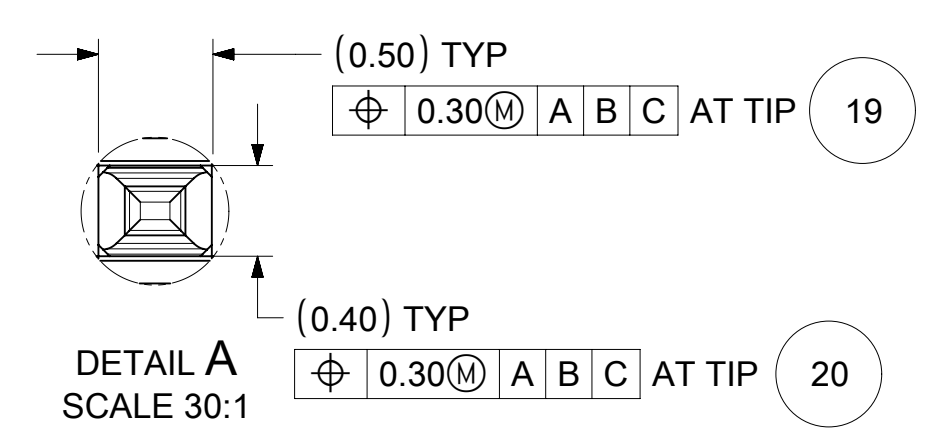 (0.50) TYP
⌖ 0.30Ⓜ A B C AT TIP 19
(0.40) TYP
⌖ 0.30Ⓜ A B C AT TIP 20
DETAIL A
SCALE 30:1